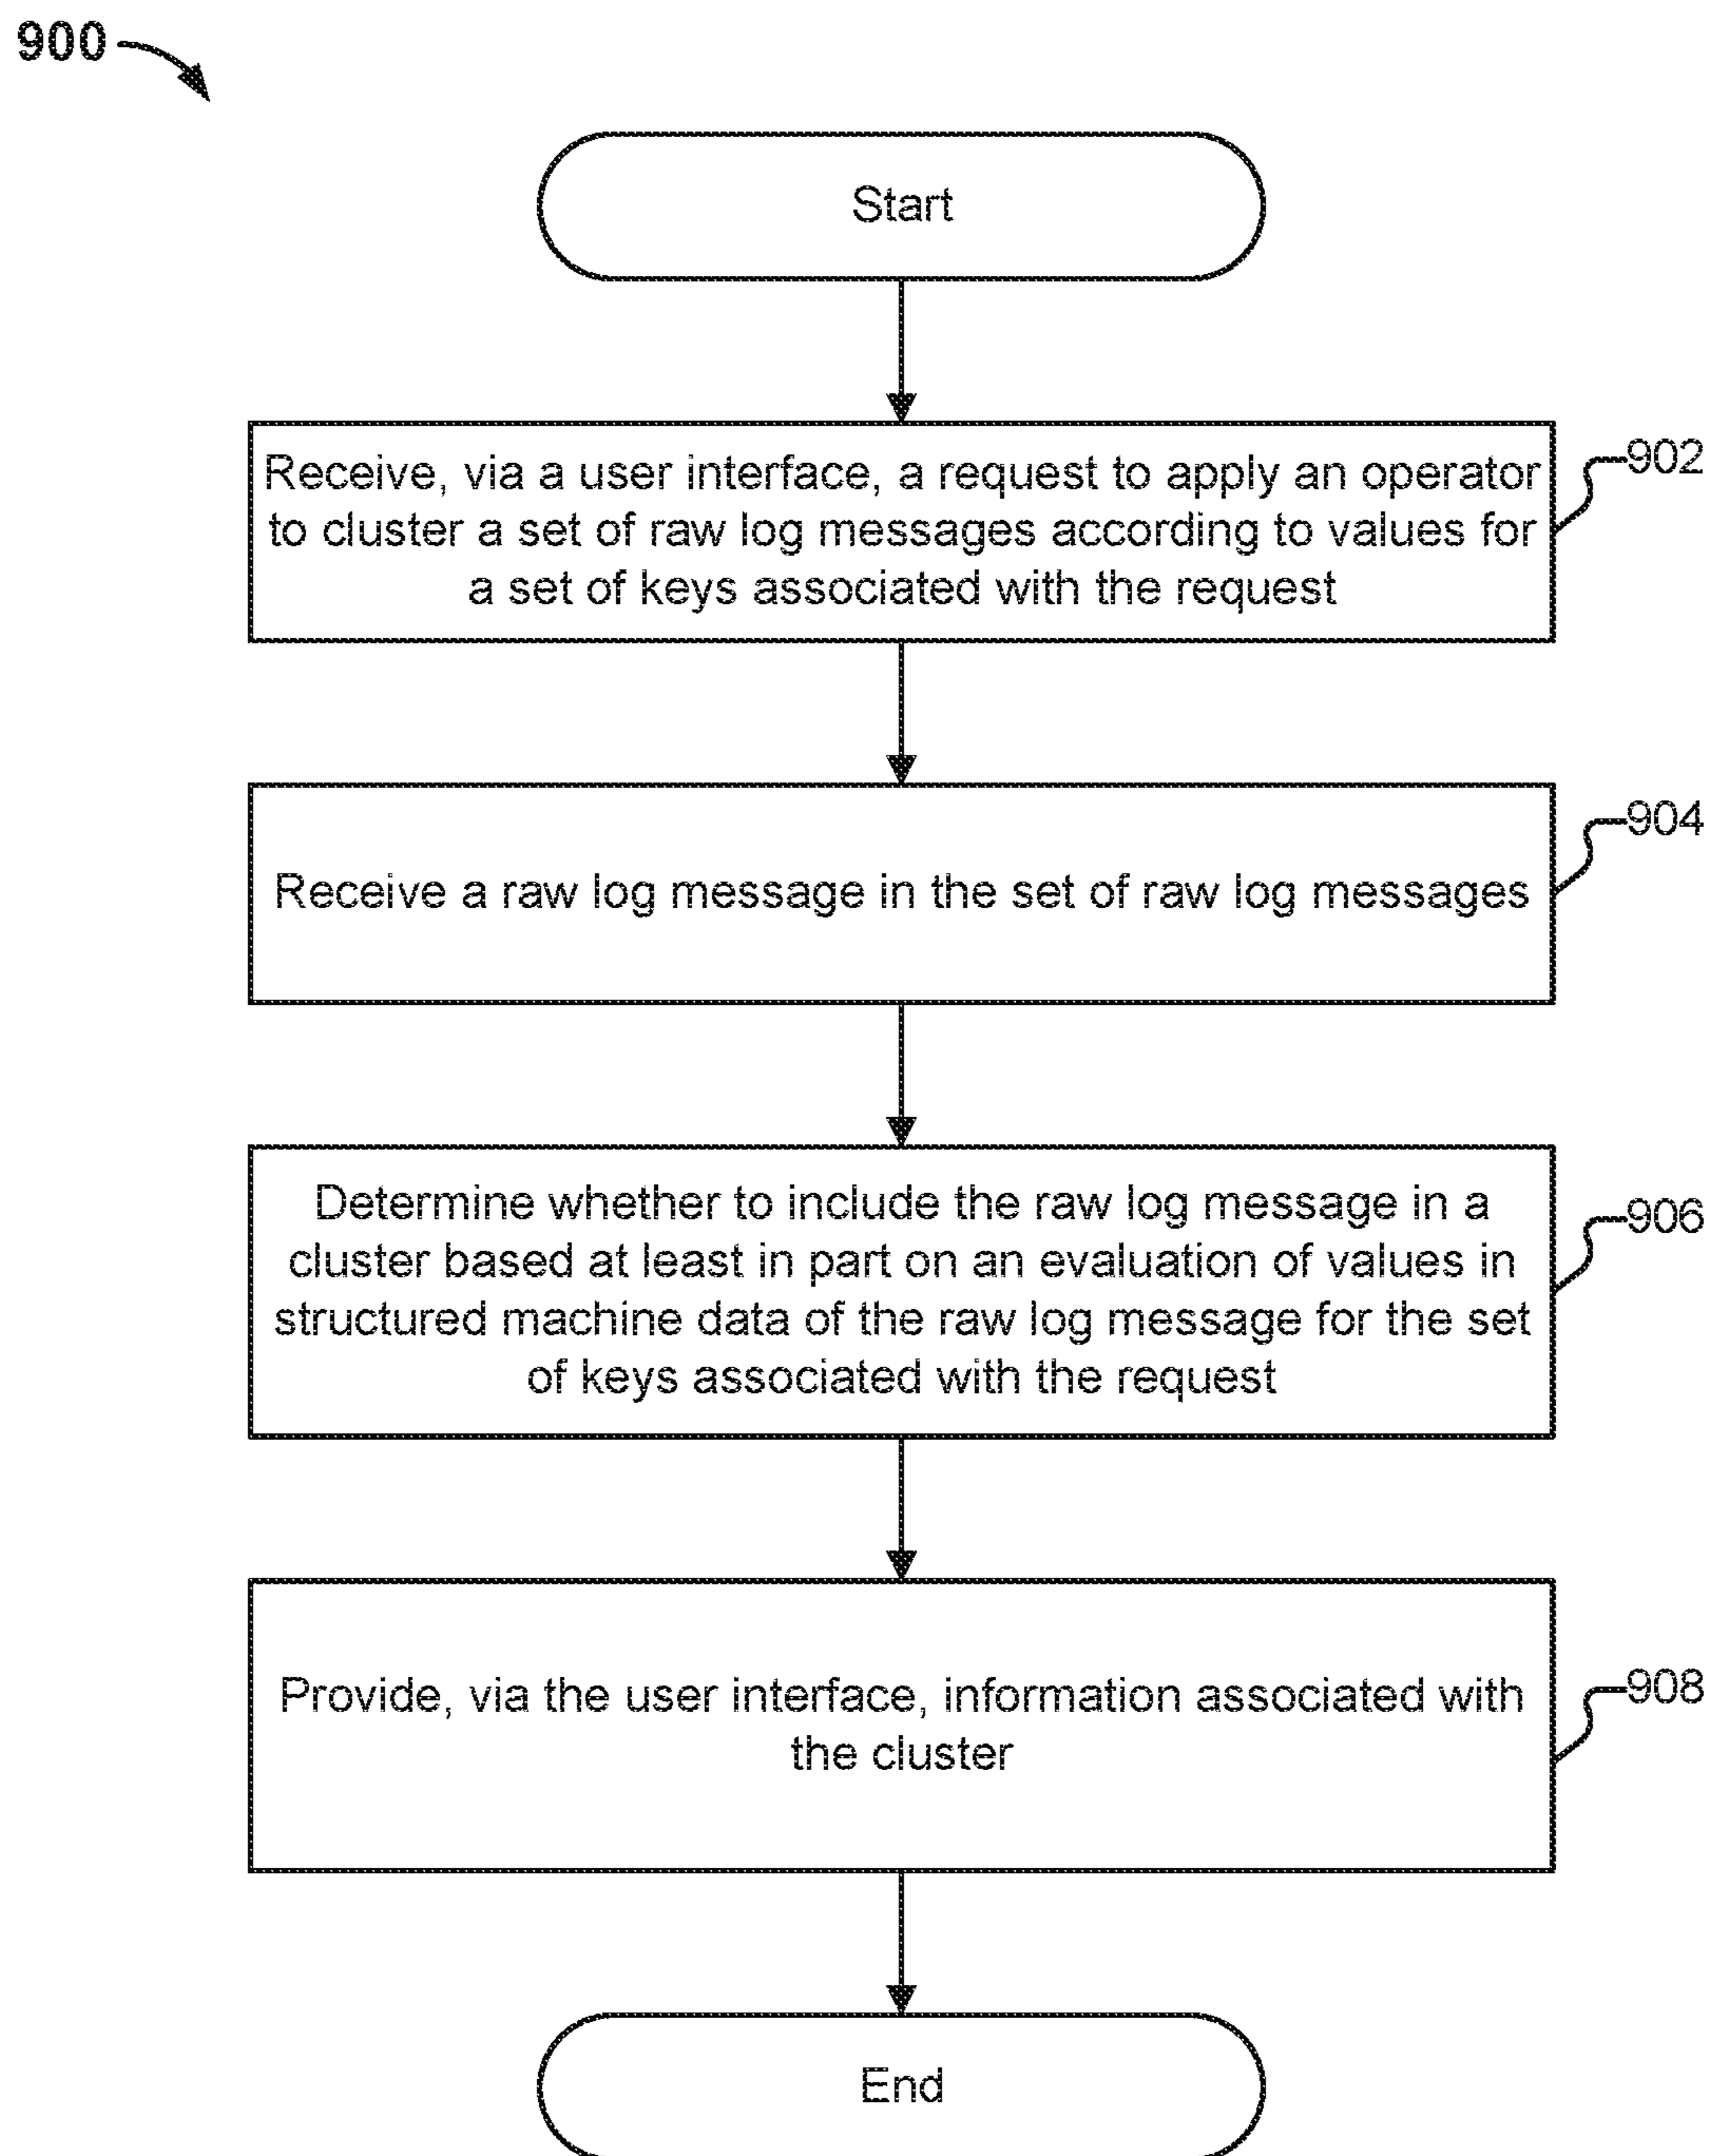 900
Start
Receive, via a user interface, a request to apply an operator
to cluster a set of raw log messages according to values for
a set of keys associated with the request
902
Receive a raw log message in the set of raw log messages
904
Determine whether to include the raw log message in a
cluster based at least in part on an evaluation of values in
structured machine data of the raw log message for the set
of keys associated with the request
906
Provide, via the user interface, information associated with
the cluster
908
End